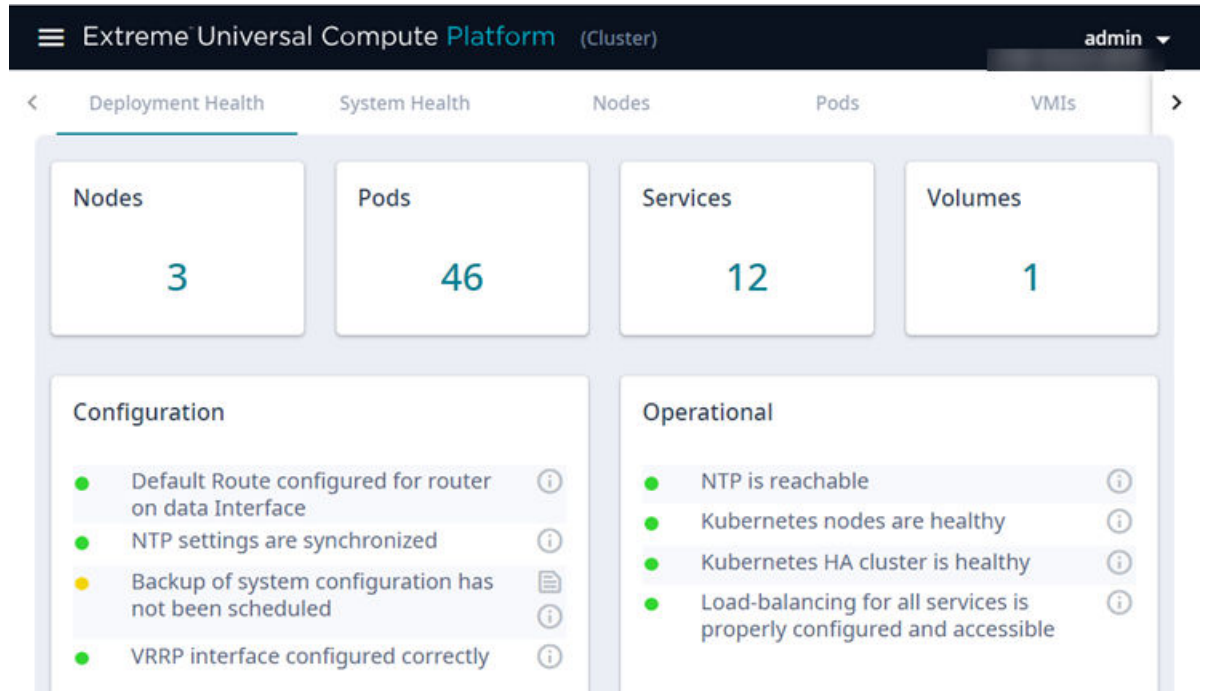 Extreme™ Universal Compute Platform (Cluster) admin
Deployment Health System Health Nodes Pods VMIs
Nodes Pods Services Volumes
3 46 12 1
Configuration
Default Route configured for router
on data Interface
NTP settings are synchronized
Backup of system configuration has
not been scheduled
VRRP interface configured correctly
Operational
NTP is reachable
Kubernetes nodes are healthy
Kubernetes HA cluster is healthy
Load-balancing for all services is
properly configured and accessible